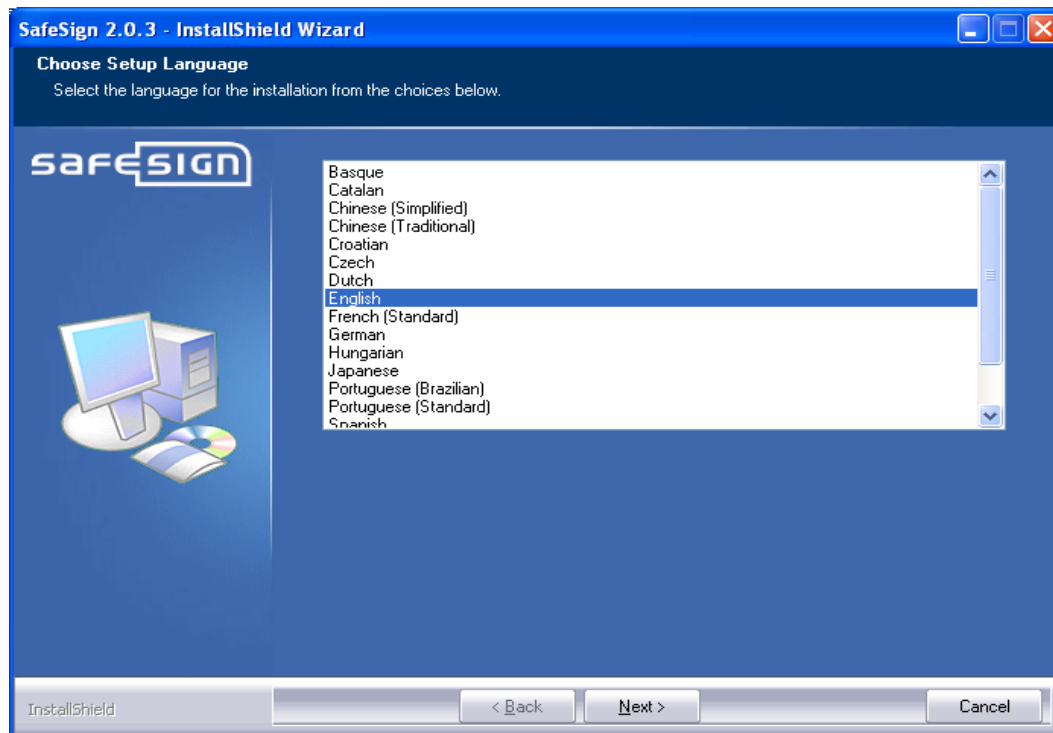 SafeSign 2.0.3 - InstallShield Wizard
Choose Setup Language
Select the language for the installation from the choices below.
safesign
Basque
Catalan
Chinese (Simplified)
Chinese (Traditional)
Croatian
Czech
Dutch
English
French (Standard)
German
Hungarian
Japanese
Portuguese (Brazilian)
Portuguese (Standard)
Spanish
InstallShield
< Back
Next >
Cancel